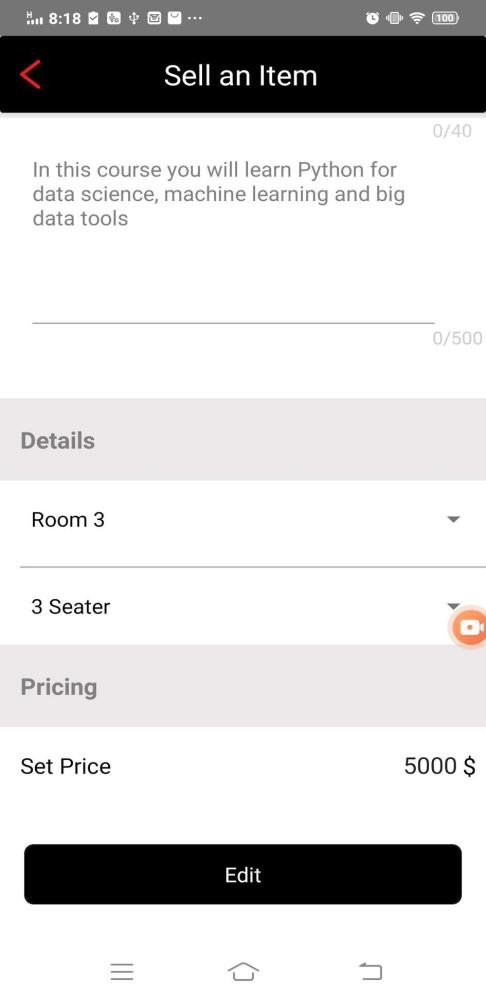 H 8:18 ... 100
Sell an Item
0/40
In this course you will learn Python for
data science, machine learning and big
data tools
0/500
Details
Room 3
3 Seater
Pricing
Set Price 5000 $
Edit